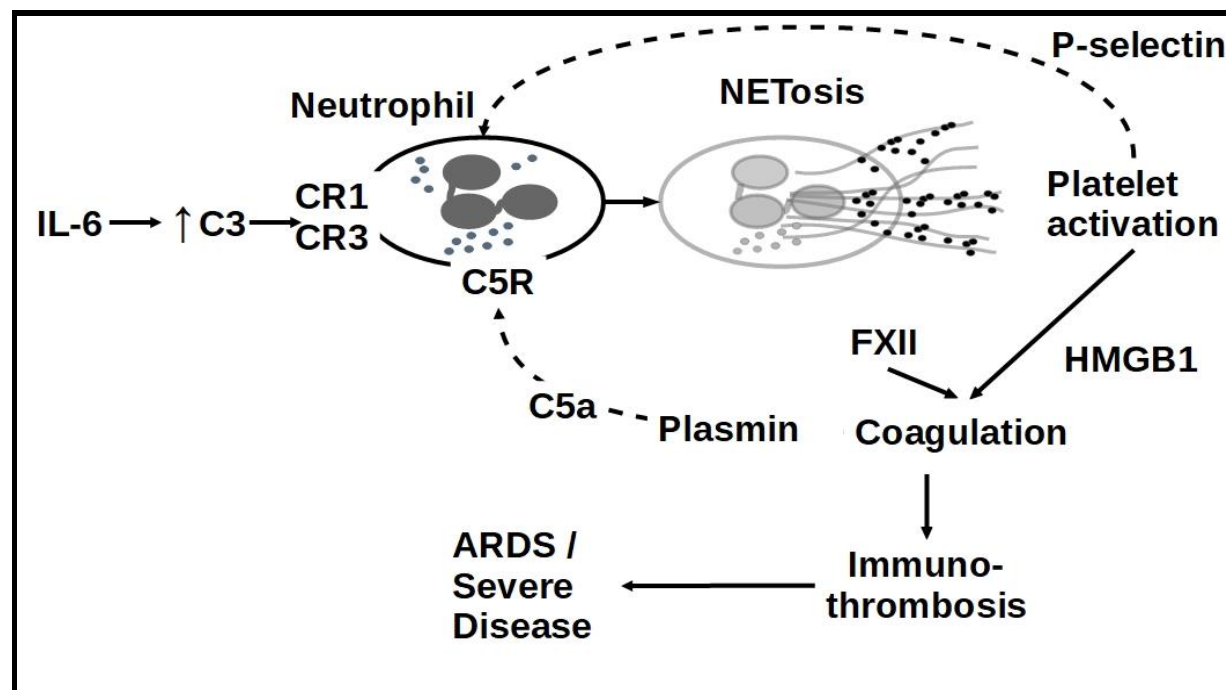 P-selectin
Neutrophil
NETosis
IL-6
↑ C3
CR1
CR3
C5R
Platelet
activation
FXII
HMGB1
C5a
Plasmin
Coagulation
Immuno-
thrombosis
ARDS /
Severe
Disease